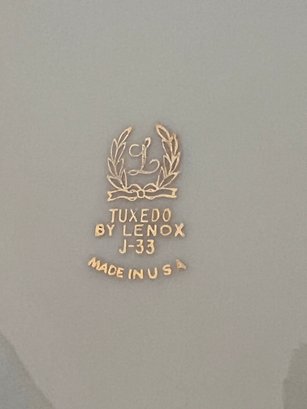 L
TUXEDO
BY LENOX
J-33
MADE IN U S A